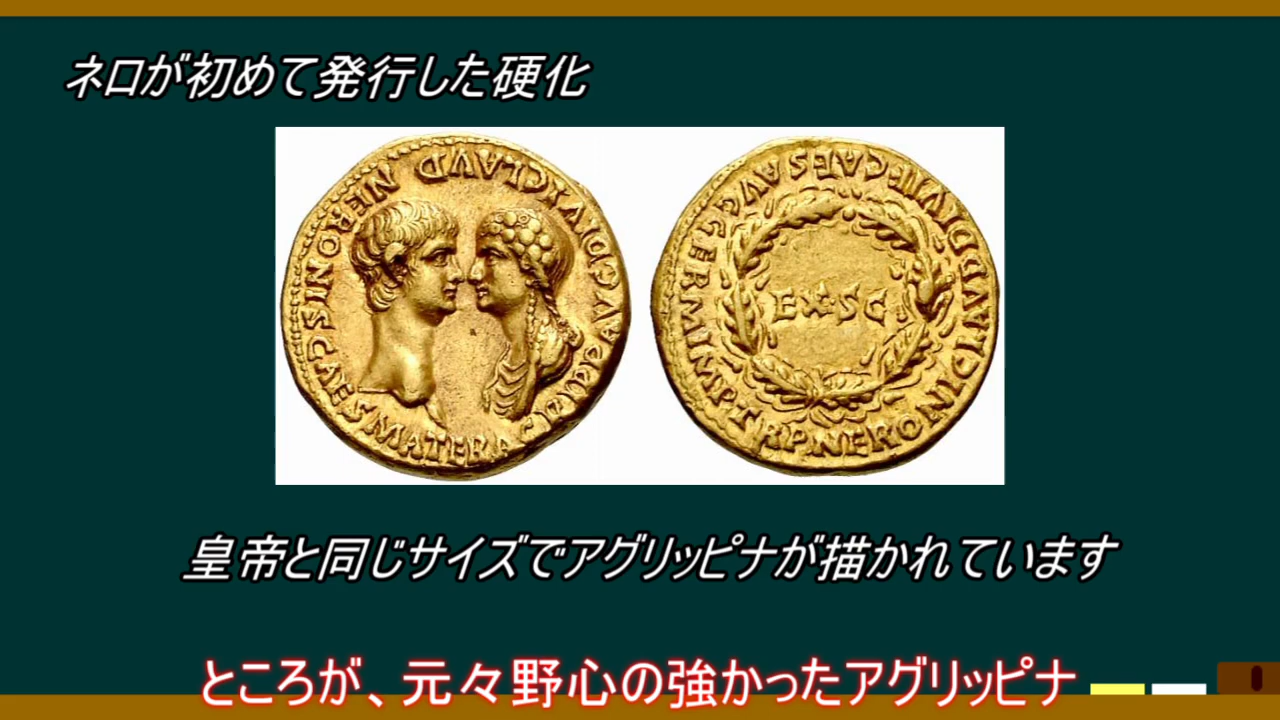 ネロが初めて発行した硬化
AGRIPP AVG DIVI CLAVD NERONIS CAES MATER
EX SC
NERONI CLAVD DIVI F CAES AVG GERM IMP TR P
皇帝と同じサイズでアグリッピナが描かれています
ところが、元々野心の強かったアグリッピナ